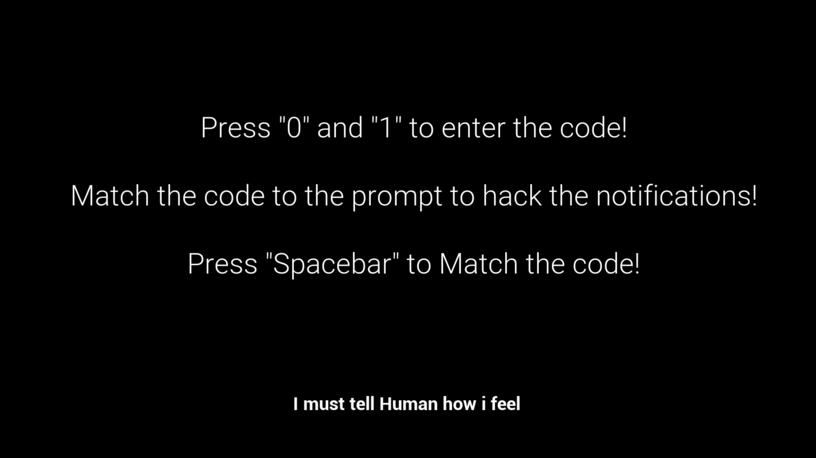 Press "0" and "1" to enter the code!
Match the code to the prompt to hack the notifications!
Press "Spacebar" to Match the code!
I must tell Human how i feel